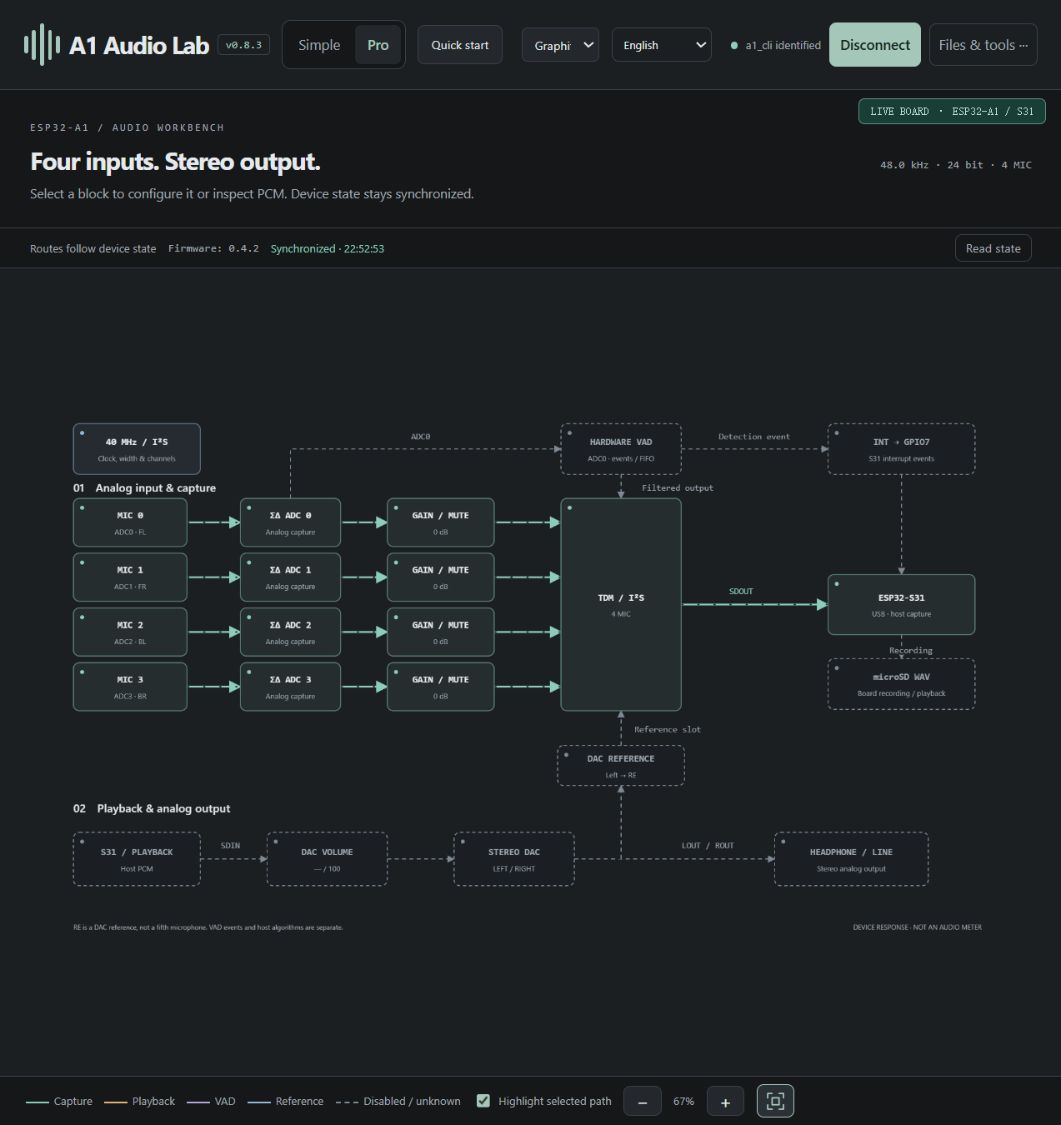 A1 Audio Lab v0.8.3 Simple Pro Quick start Graphi English a1_cli identified Disconnect Files & tools ···
LIVE BOARD · ESP32-A1 / S31
ESP32-A1 / AUDIO WORKBENCH
Four inputs. Stereo output.
48.0 kHz · 24 bit · 4 MIC
Select a block to configure it or inspect PCM. Device state stays synchronized.
Routes follow device state Firmware: 0.4.2 Synchronized · 22:52:53 Read state
40 MHz / I²S
Clock, width & channels
ADC0
HARDWARE VAD
ADC0 · events / FIFO
Detection event
INT → GPIO7
S31 interrupt events
01 Analog input & capture
Filtered output
MIC 0
ADC0 · FL
ΣΔ ADC 0
Analog capture
GAIN / MUTE
0 dB
MIC 1
ADC1 · FR
ΣΔ ADC 1
Analog capture
GAIN / MUTE
0 dB
MIC 2
ADC2 · BL
ΣΔ ADC 2
Analog capture
GAIN / MUTE
0 dB
MIC 3
ADC3 · BR
ΣΔ ADC 3
Analog capture
GAIN / MUTE
0 dB
TDM / I²S
4 MIC
SDOUT
ESP32-S31
USB · host capture
Recording
microSD WAV
Board recording / playback
Reference slot
DAC REFERENCE
Left → RE
02 Playback & analog output
S31 / PLAYBACK
Host PCM
SDIN
DAC VOLUME
— / 100
STEREO DAC
LEFT / RIGHT
LOUT / ROUT
HEADPHONE / LINE
Stereo analog output
RE is a DAC reference, not a fifth microphone. VAD events and host algorithms are separate.
DEVICE RESPONSE · NOT AN AUDIO METER
Capture Playback VAD Reference Disabled / unknown Highlight selected path − 67% +